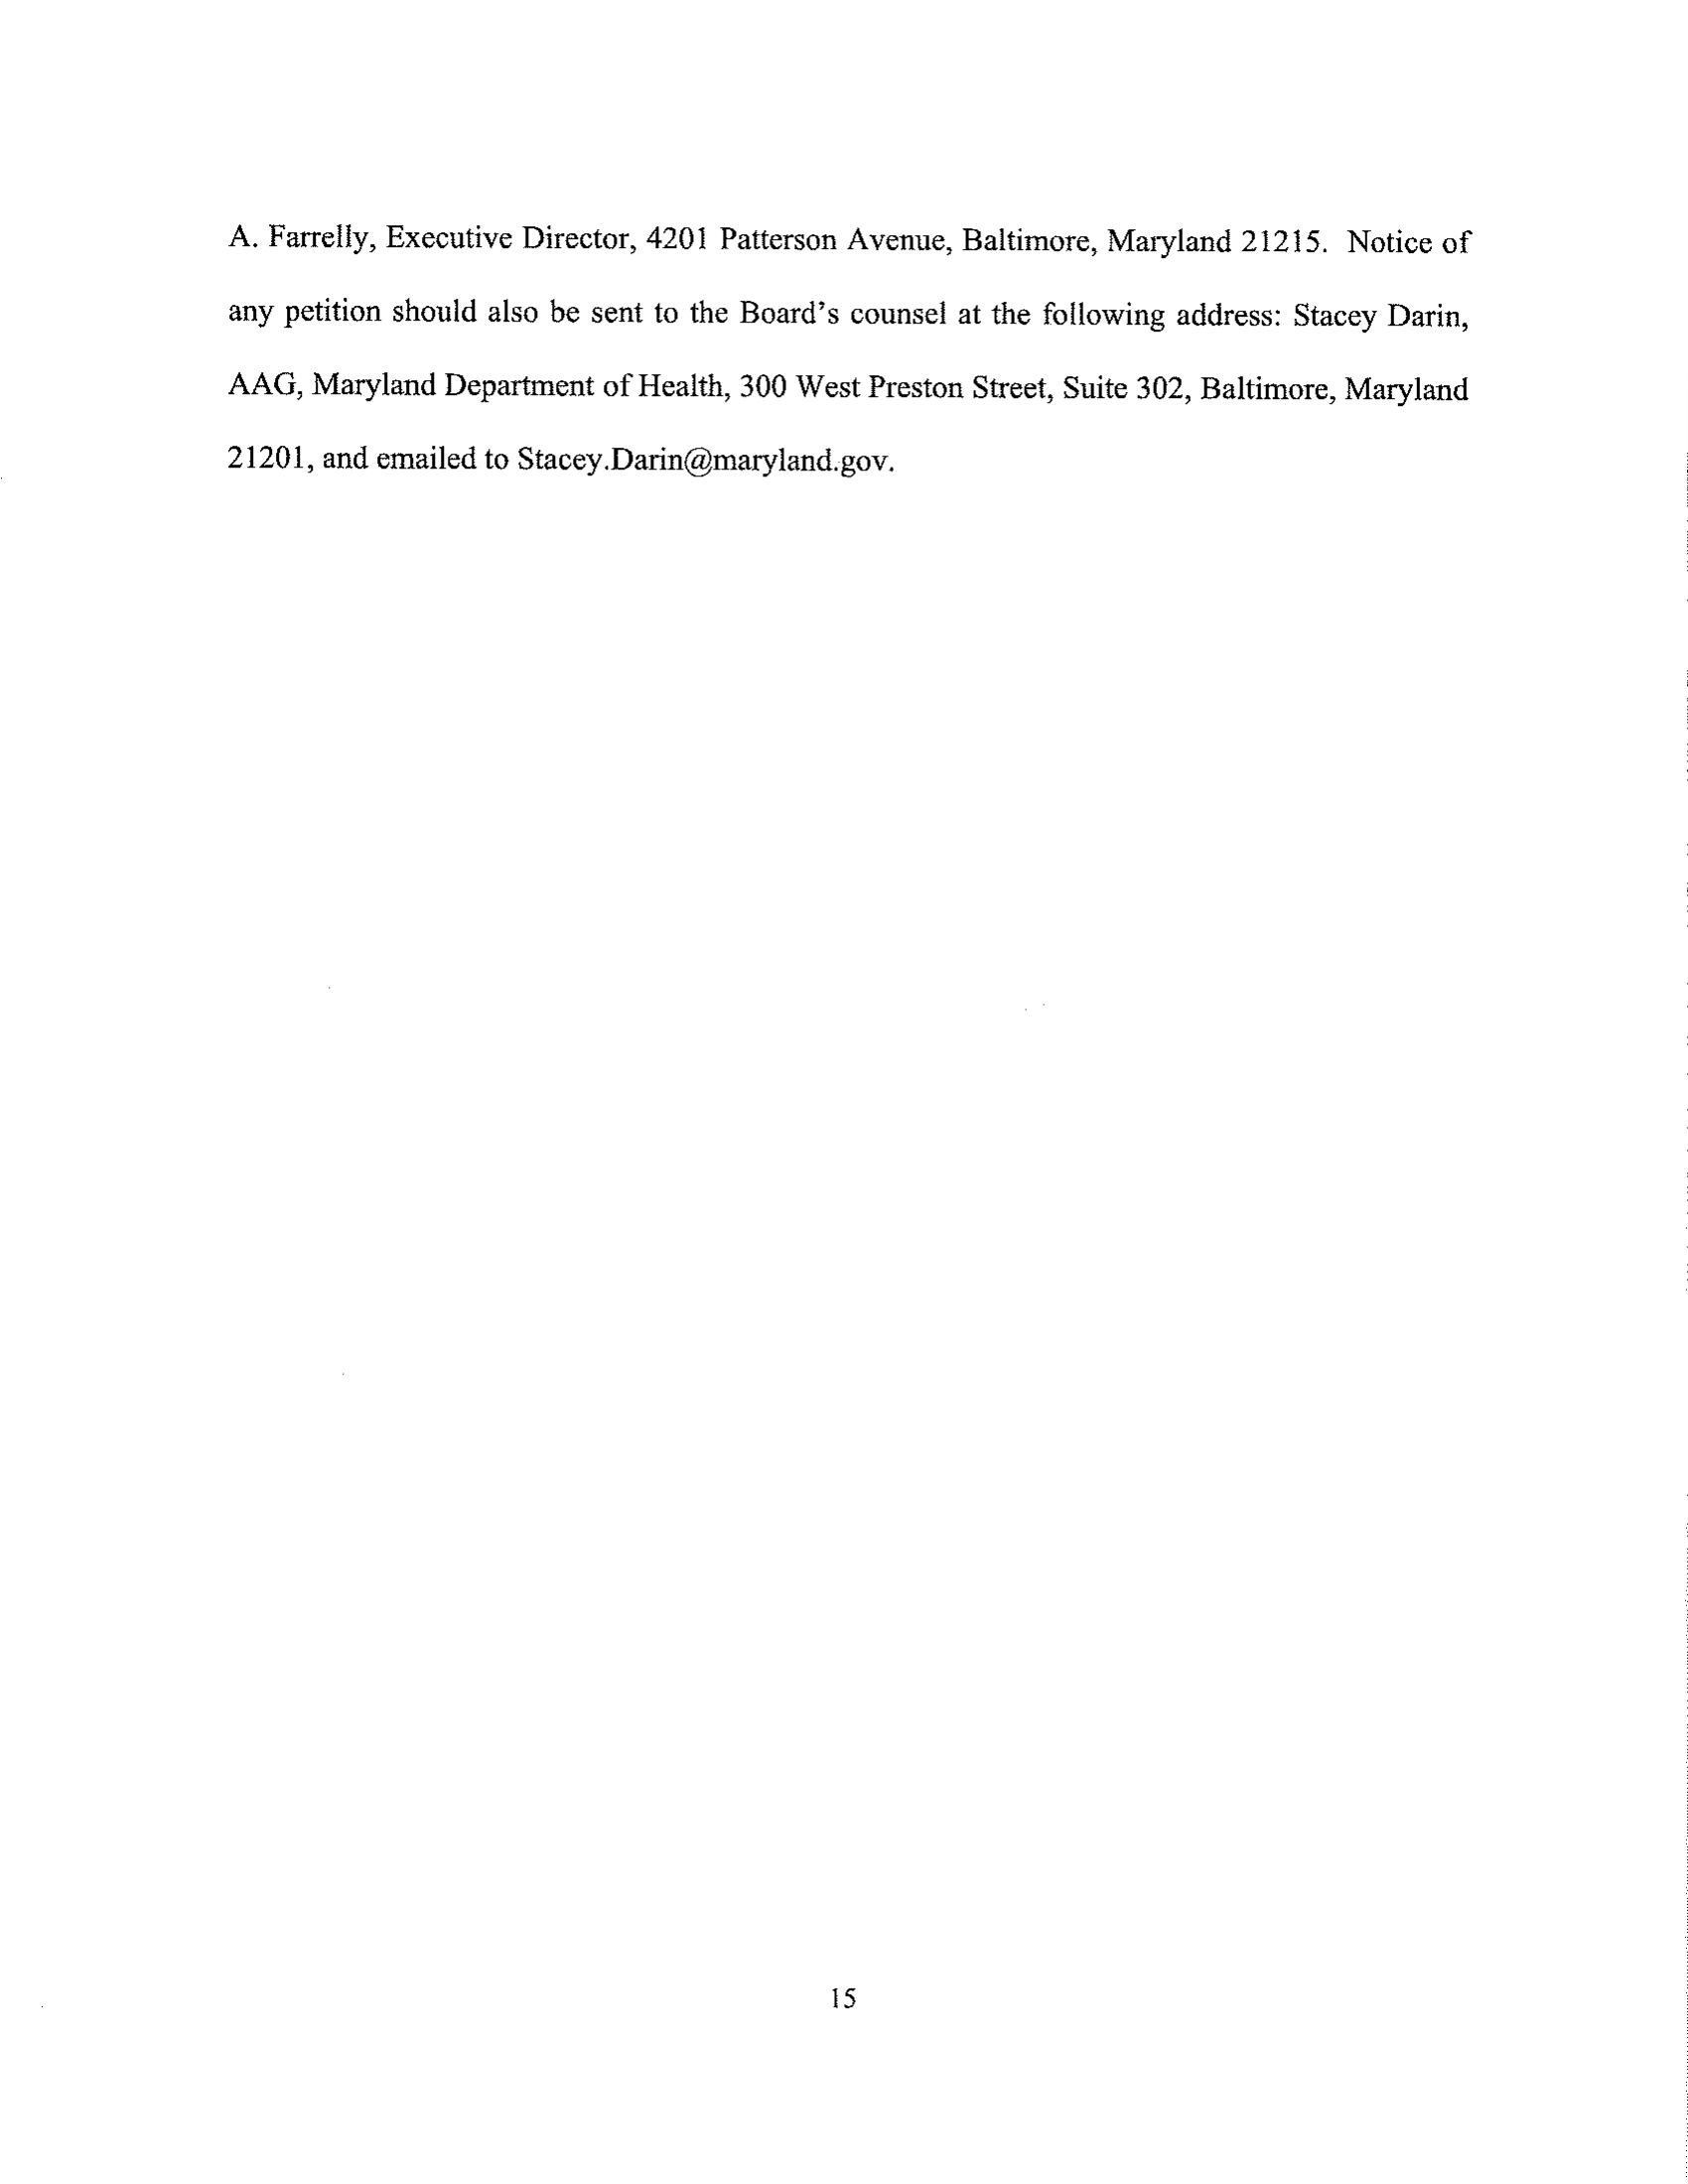 A. Farrelly, Executive Director, 4201 Patterson Avenue, Baltimore, Maryland 21215. Notice of
any petition should also be sent to the Board's counsel at the following address: Stacey Darin,
AAG, Maryland Department of Health, 300 West Preston Street, Suite 302, Baltimore, Maryland
21201, and emailed to Stacey.Darin@maryland.gov.
15